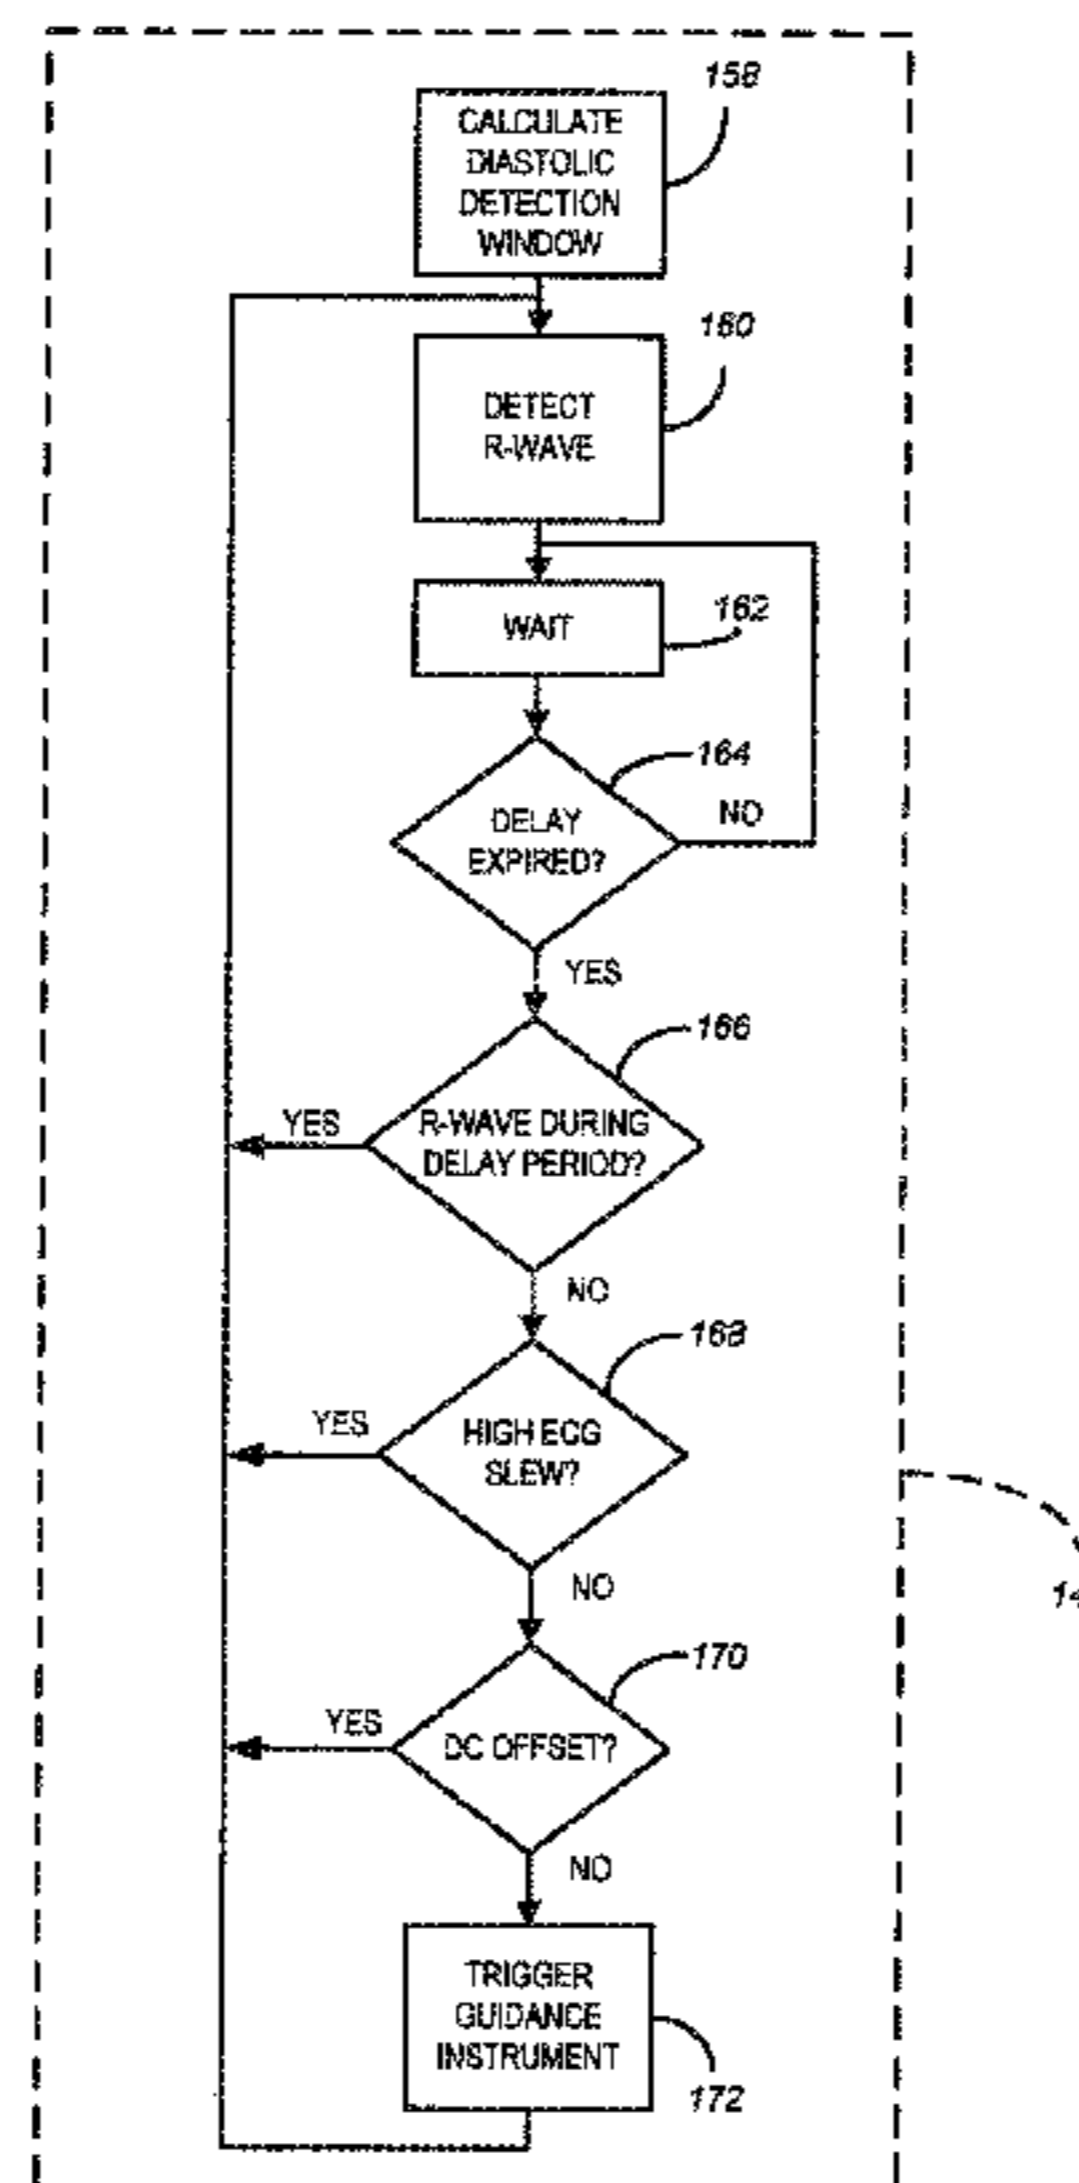 158
CALCULATE
DIASTOLIC
DETECTION
WINDOW
160
DETECT
R-WAVE
162
WAIT
164
DELAY
EXPIRED?
NO
YES
166
R-WAVE DURING
DELAY PERIOD?
YES
NO
168
HIGH ECG
SLEW?
YES
NO
170
DC OFFSET?
YES
NO
TRIGGER
GUIDANCE
INSTRUMENT
172